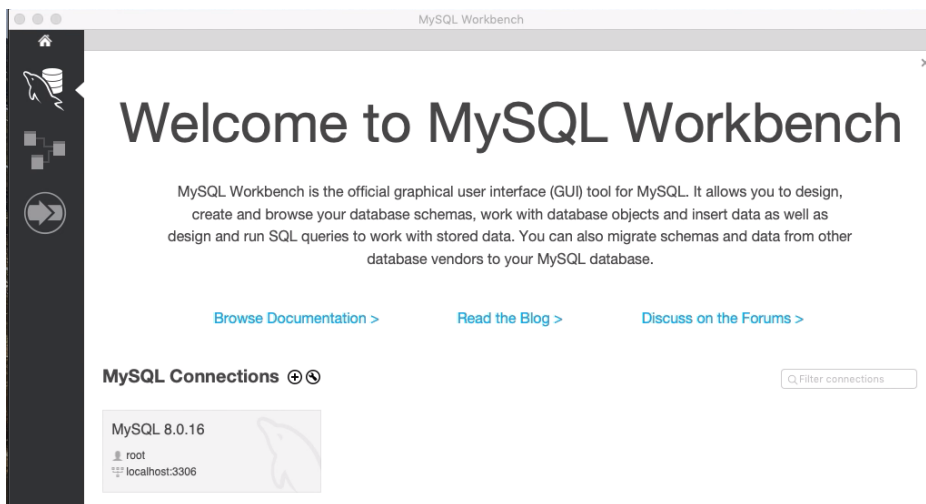 MySQL Workbench
Welcome to MySQL Workbench
MySQL Workbench is the official graphical user interface (GUI) tool for MySQL. It allows you to design,
create and browse your database schemas, work with database objects and insert data as well as
design and run SQL queries to work with stored data. You can also migrate schemas and data from other
database vendors to your MySQL database.
Browse Documentation > Read the Blog > Discuss on the Forums >
MySQL Connections
Filter connections
MySQL 8.0.16
root
localhost:3306